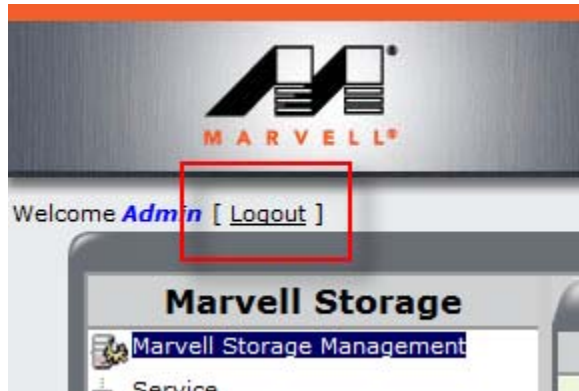 MARVELL®
Welcome Admin [ Logout ]
Marvell Storage
Marvell Storage Management
Service